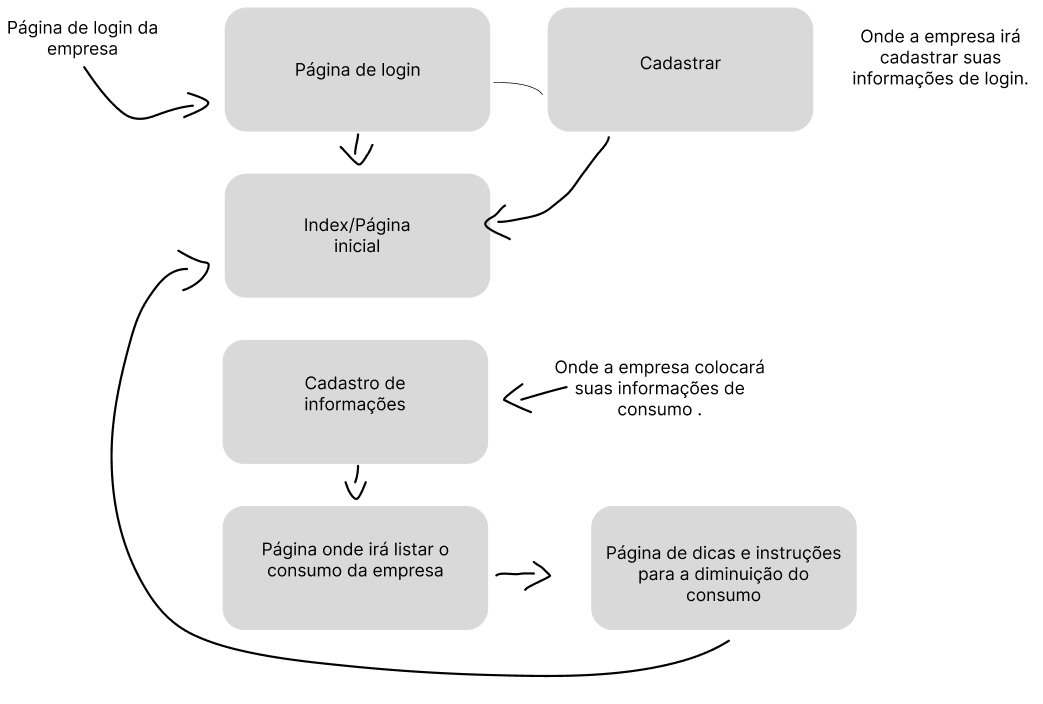 Página de login da
empresa
Página de login
Cadastrar
Onde a empresa irá
cadastrar suas
informações de login.
Index/Página
inicial
Cadastro de
informações
Onde a empresa colocará
suas informações de
consumo .
Página onde irá listar o
consumo da empresa
Página de dicas e instruções
para a diminuição do
consumo